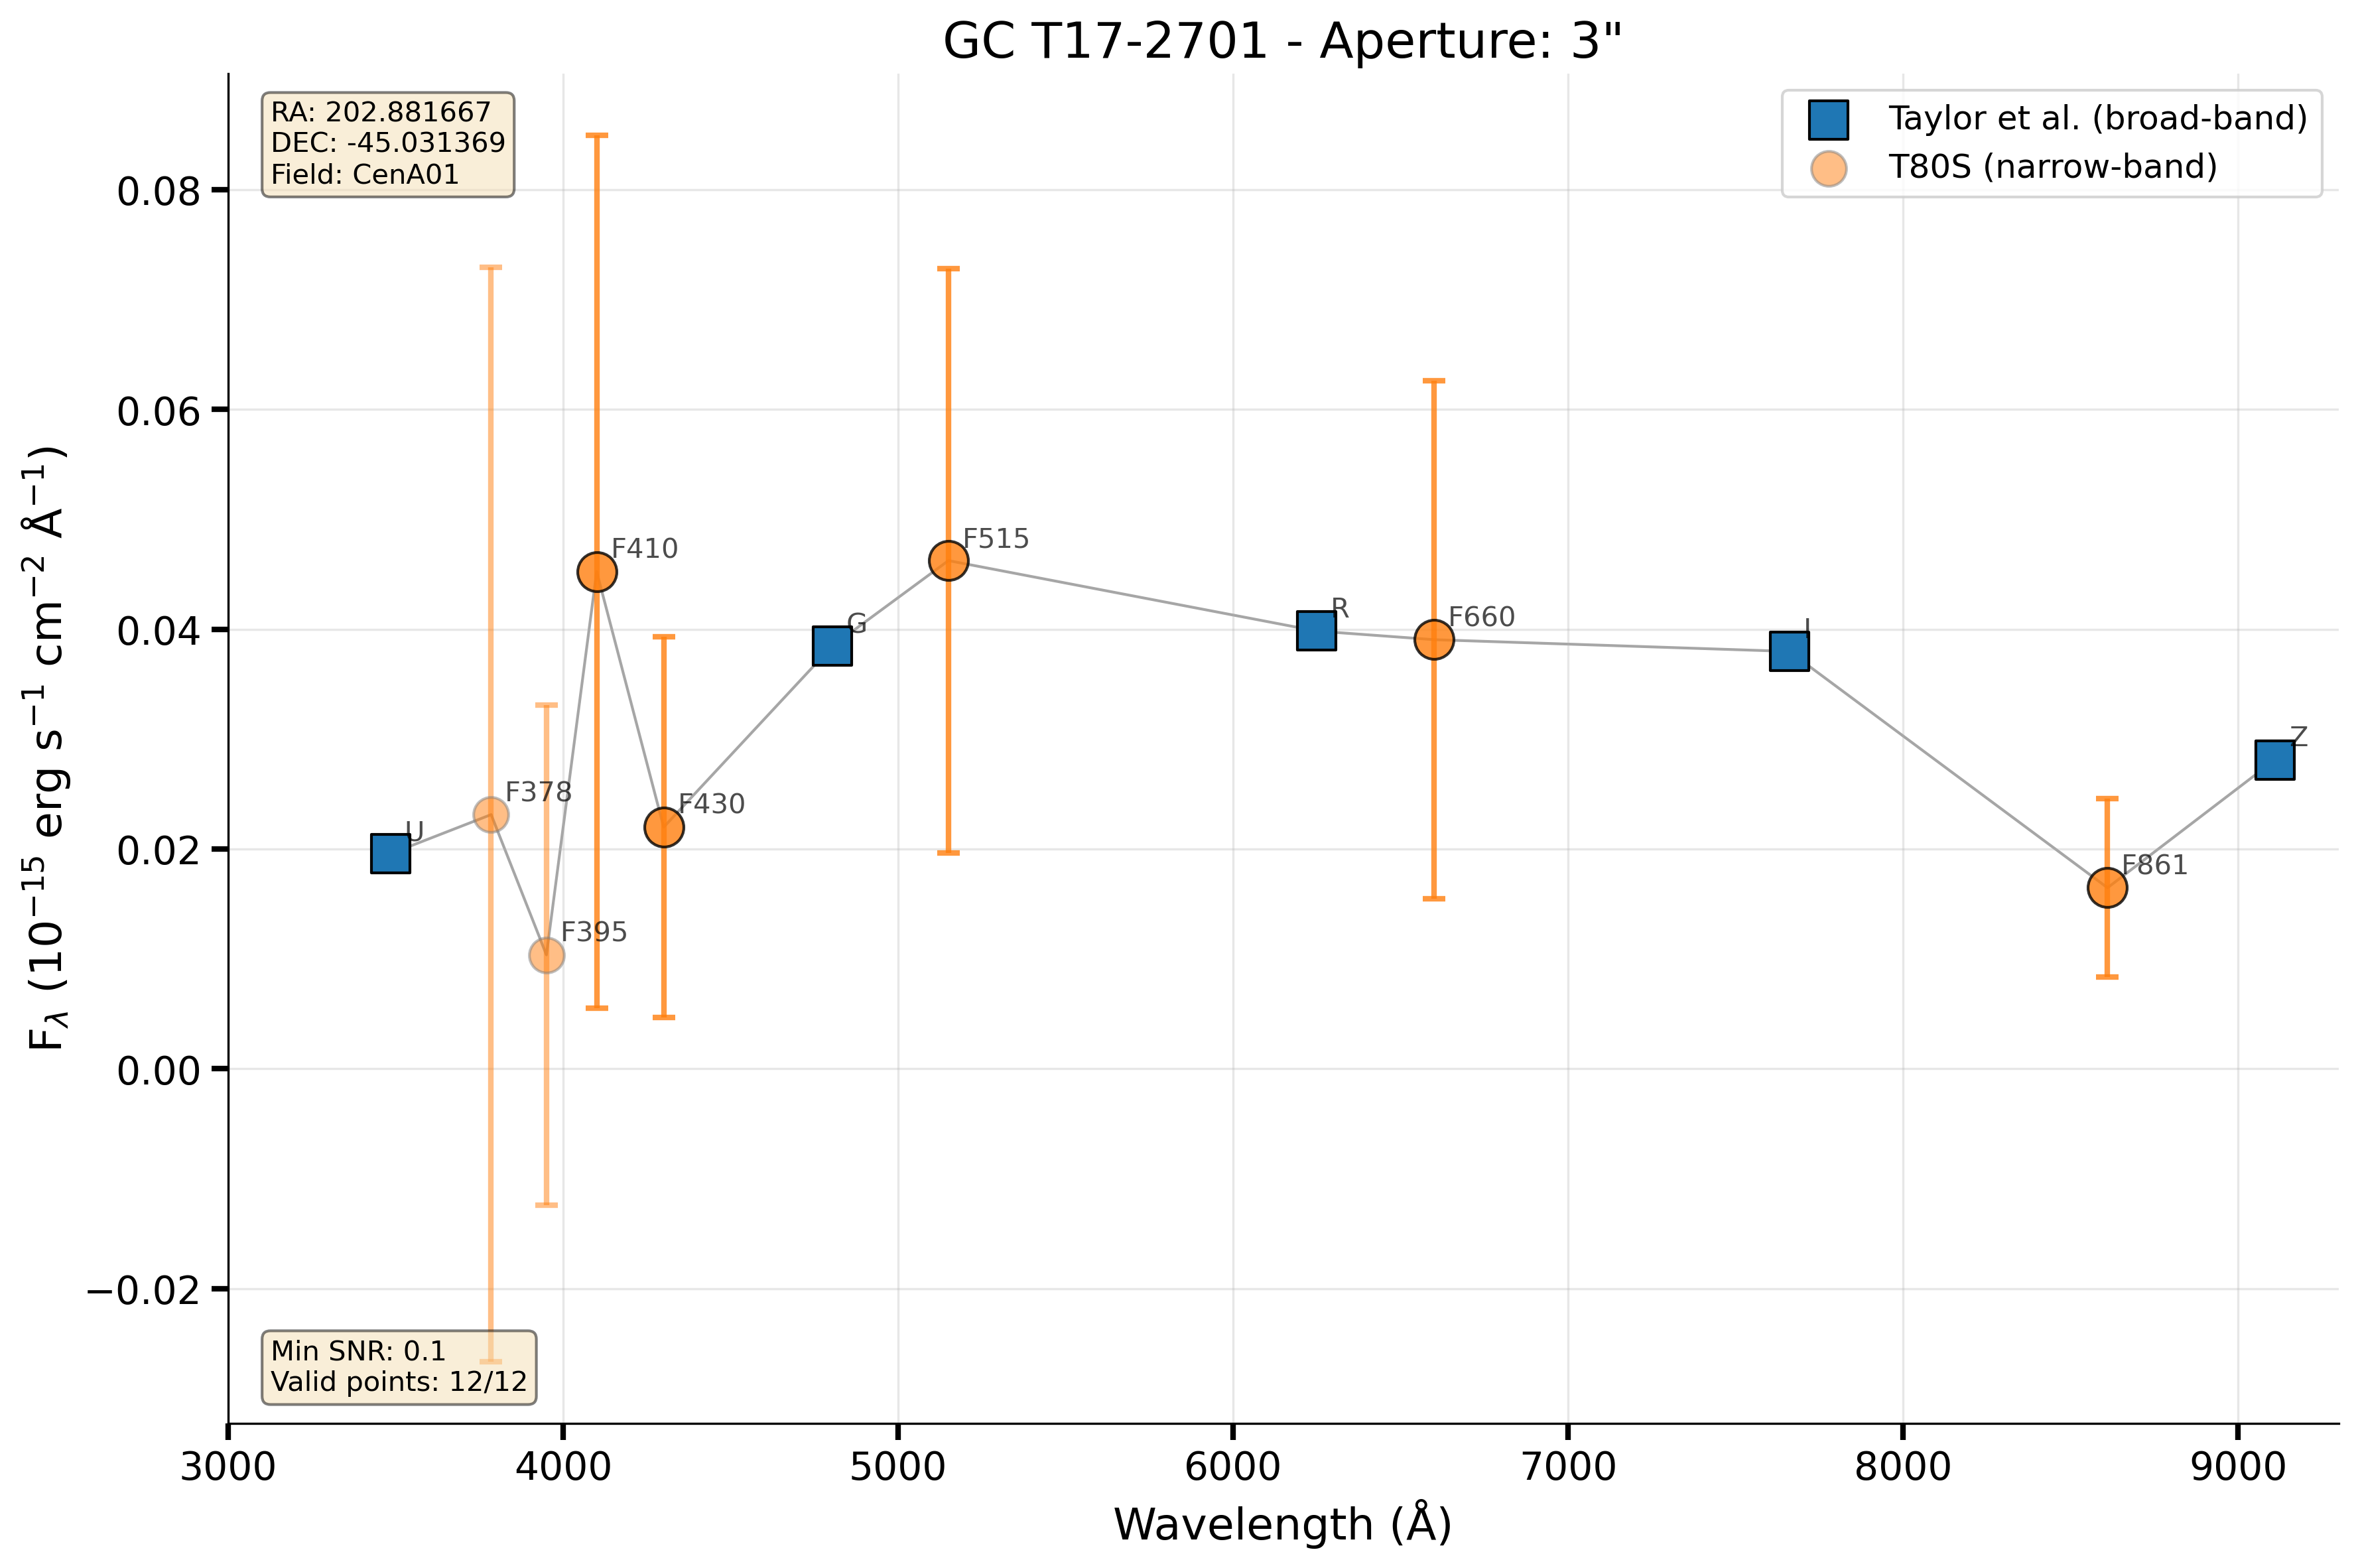 GC T17-2701 - Aperture: 3"
RA: 202.881667
DEC: -45.031369
Field: CenA01
Taylor et al. (broad-band)
T80S (narrow-band)
0.08
0.06
0.04
0.02
0.00
−0.02
F_λ (10⁻¹⁵ erg s⁻¹ cm⁻² Å⁻¹)
U
F378
F395
F410
F430
G
F515
R
F660
I
F861
Z
Min SNR: 0.1
Valid points: 12/12
3000 4000 5000 6000 7000 8000 9000
Wavelength (Å)